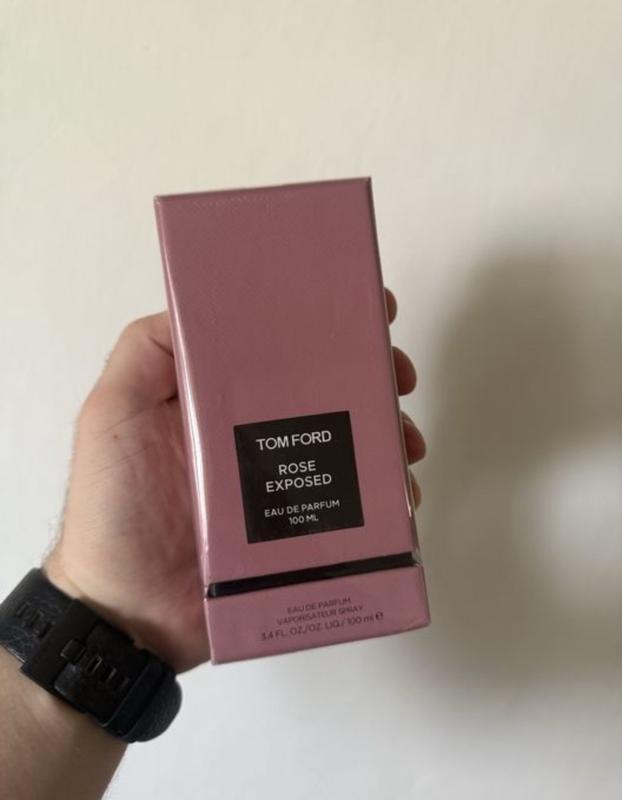 TOM FORD
ROSE
EXPOSED
EAU DE PARFUM
100 ML
EAU DE PARFUM
VAPORISATEUR SPRAY
3.4 FL. OZ./OZ. LIQ./100 ml ℮